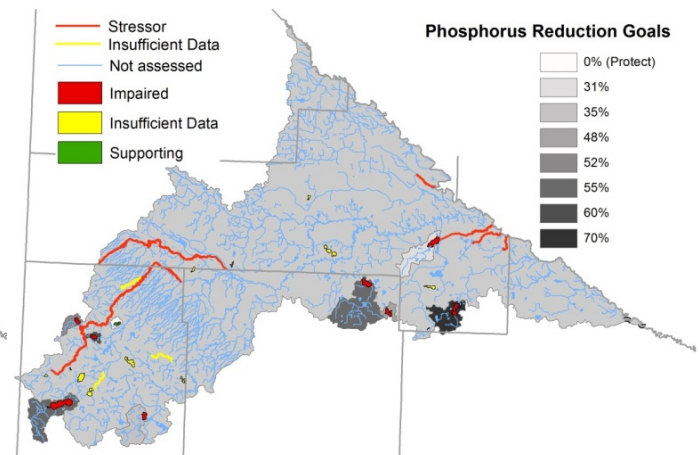 Stressor
Insufficient Data
Not assessed
Impaired
Insufficient Data
Supporting
Phosphorus Reduction Goals
0% (Protect)
31%
35%
48%
52%
55%
60%
70%